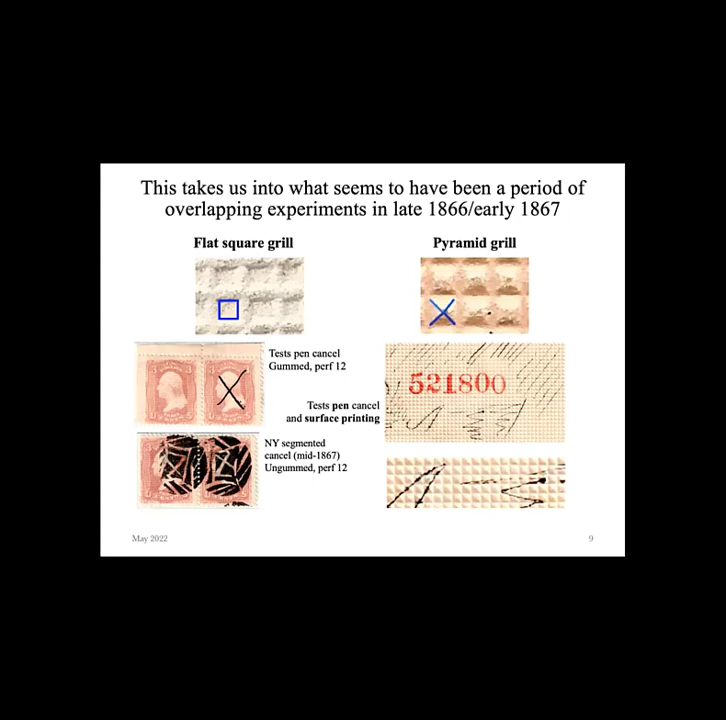 This takes us into what seems to have been a period of
overlapping experiments in late 1866/early 1867
Flat square grill
Pyramid grill
Tests pen cancel
Gummed, perf 12
521800
Tests pen cancel
and surface printing
NY segmented
cancel (mid-1867)
Ungummed, perf 12
May 2022
9